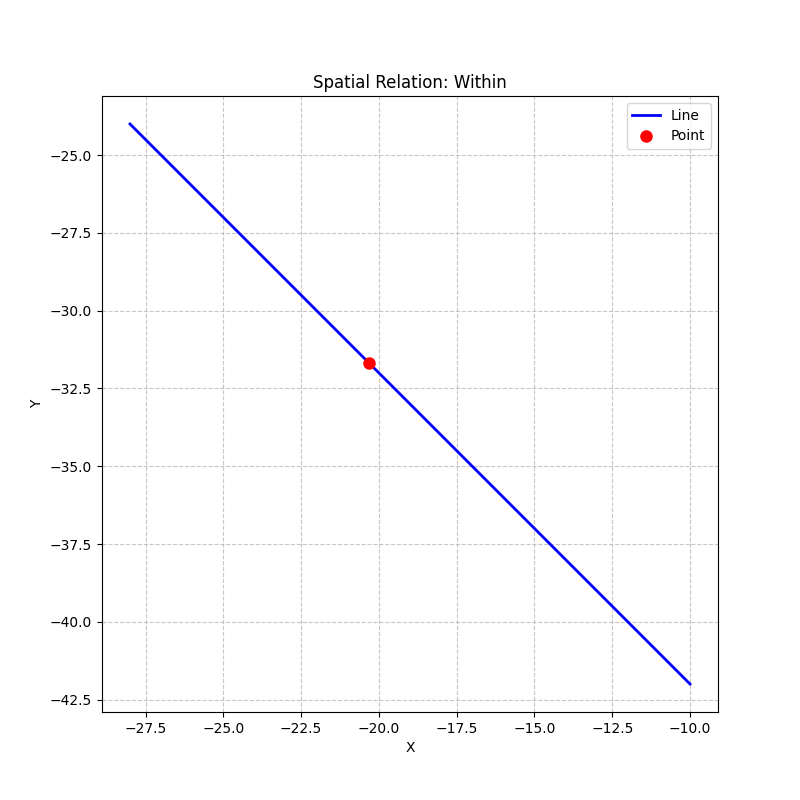 Spatial Relation: Within
Line
Point
−25.0
−27.5
−30.0
−32.5
−35.0
−37.5
−40.0
−42.5
Y
−27.5 −25.0 −22.5 −20.0 −17.5 −15.0 −12.5 −10.0
X